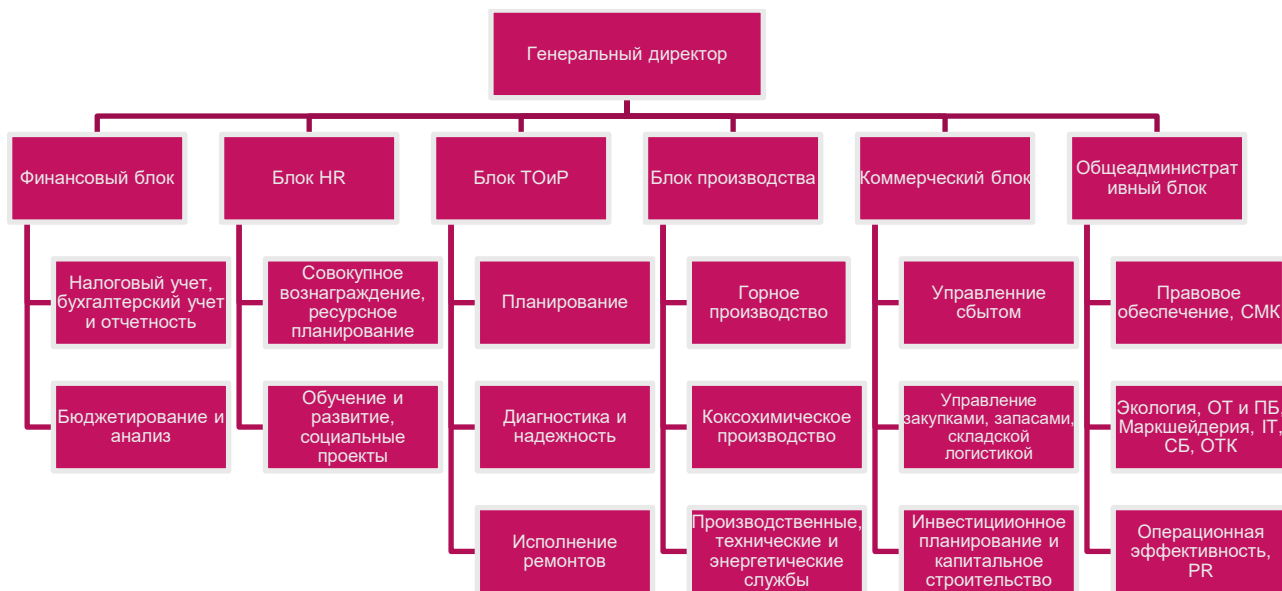 Генеральный директор
Финансовый блок
Блок HR
Блок ТОиР
Блок производства
Коммерческий блок
Общеадминистрат
ивный блок
Налоговый учет,
бухгалтерский учет
и отчетность
Совокупное
вознаграждение,
ресурсное
планирование
Планирование
Горное
производство
Управленние
сбытом
Правовое
обеспечение, СМК
Бюджетирование и
анализ
Обучение и
развитие,
социальные
проекты
Диагностика и
надежность
Коксохимическое
производство
Управление
закупками, запасами,
складской
логистикой
Экология, ОТ и ПБ,
Маркшейдерия, IT,
СБ, ОТК
Исполнение
ремонтов
Производственные,
технические и
энергетические
службы
Инвестициионное
планирование и
капитальное
строительство
Операционная
эффективность,
PR